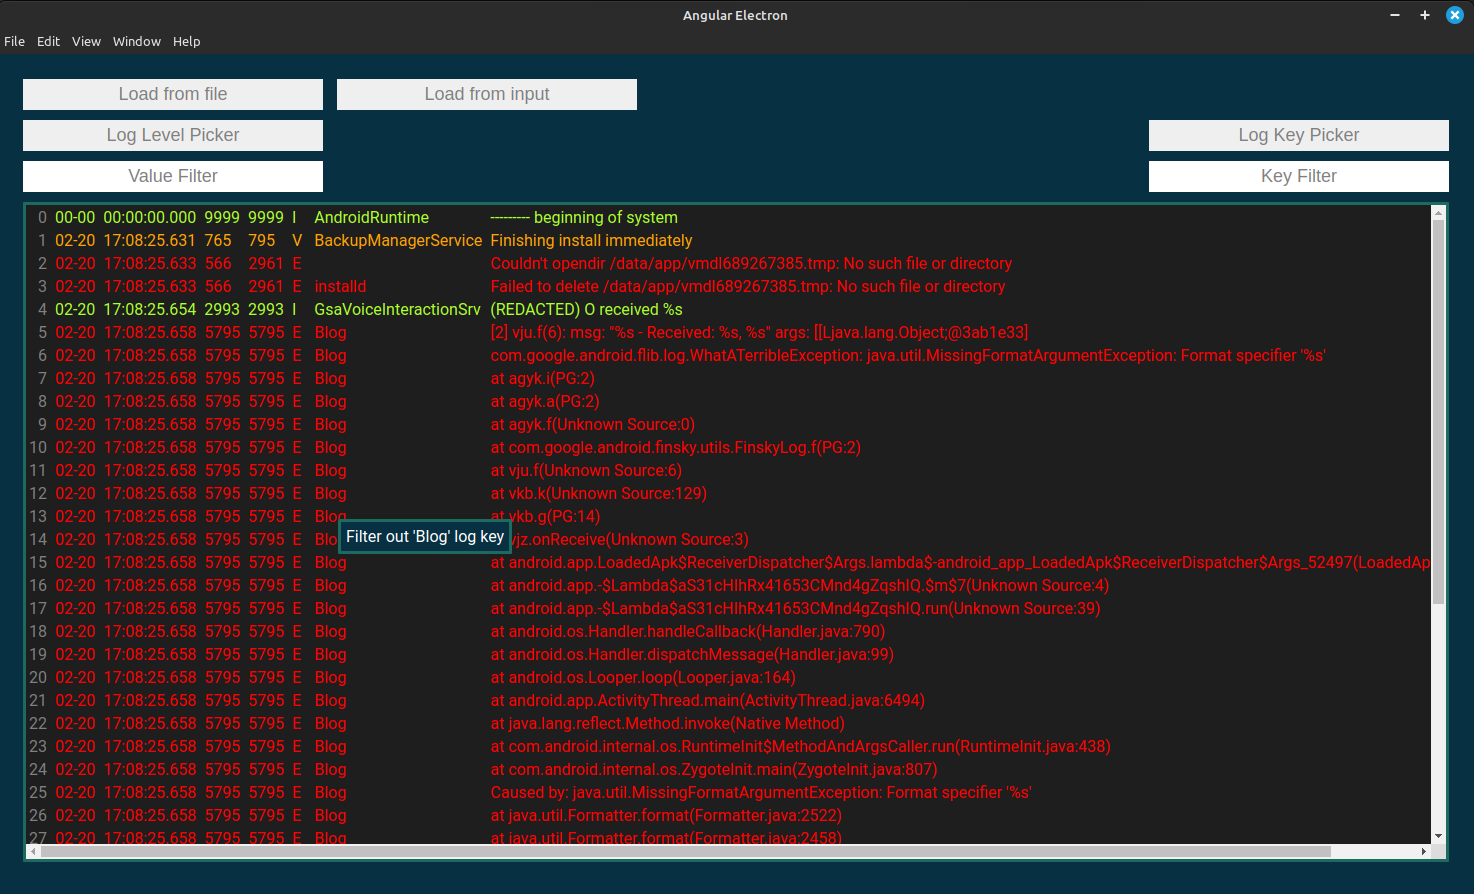 Angular Electron
File Edit View Window Help
Load from file Load from input
Log Level Picker Log Key Picker
Value Filter Key Filter
0 00-00 00:00:00.000 9999 9999 I AndroidRuntime --------- beginning of system
1 02-20 17:08:25.631 765 795 V BackupManagerService Finishing install immediately
2 02-20 17:08:25.633 566 2961 E Couldn't opendir /data/app/vmdl689267385.tmp: No such file or directory
3 02-20 17:08:25.633 566 2961 E installd Failed to delete /data/app/vmdl689267385.tmp: No such file or directory
4 02-20 17:08:25.654 2993 2993 I GsaVoiceInteractionSrv (REDACTED) O received %s
5 02-20 17:08:25.658 5795 5795 E Blog [2] vju.f(6): msg: "%s - Received: %s, %s" args: [[Ljava.lang.Object;@3ab1e33]
6 02-20 17:08:25.658 5795 5795 E Blog com.google.android.flib.log.WhatATerribleException: java.util.MissingFormatArgumentException: Format specifier '%s'
7 02-20 17:08:25.658 5795 5795 E Blog at agyk.i(PG:2)
8 02-20 17:08:25.658 5795 5795 E Blog at agyk.a(PG:2)
9 02-20 17:08:25.658 5795 5795 E Blog at agyk.f(Unknown Source:0)
10 02-20 17:08:25.658 5795 5795 E Blog at com.google.android.finsky.utils.FinskyLog.f(PG:2)
11 02-20 17:08:25.658 5795 5795 E Blog at vju.f(Unknown Source:6)
12 02-20 17:08:25.658 5795 5795 E Blog at vkb.k(Unknown Source:129)
13 02-20 17:08:25.658 5795 5795 E Blog at vkb.g(PG:14)
Filter out 'Blog' log key
14 02-20 17:08:25.658 5795 5795 E vjz.onReceive(Unknown Source:3)
15 02-20 17:08:25.658 5795 5795 E Blog at android.app.LoadedApk$ReceiverDispatcher$Args.lambda$-android_app_LoadedApk$ReceiverDispatcher$Args_52497(LoadedAp
16 02-20 17:08:25.658 5795 5795 E Blog at android.app.-$Lambda$aS31cHIhRx41653CMnd4gZqshIQ.$m$7(Unknown Source:4)
17 02-20 17:08:25.658 5795 5795 E Blog at android.app.-$Lambda$aS31cHIhRx41653CMnd4gZqshIQ.run(Unknown Source:39)
18 02-20 17:08:25.658 5795 5795 E Blog at android.os.Handler.handleCallback(Handler.java:790)
19 02-20 17:08:25.658 5795 5795 E Blog at android.os.Handler.dispatchMessage(Handler.java:99)
20 02-20 17:08:25.658 5795 5795 E Blog at android.os.Looper.loop(Looper.java:164)
21 02-20 17:08:25.658 5795 5795 E Blog at android.app.ActivityThread.main(ActivityThread.java:6494)
22 02-20 17:08:25.658 5795 5795 E Blog at java.lang.reflect.Method.invoke(Native Method)
23 02-20 17:08:25.658 5795 5795 E Blog at com.android.internal.os.RuntimeInit$MethodAndArgsCaller.run(RuntimeInit.java:438)
24 02-20 17:08:25.658 5795 5795 E Blog at com.android.internal.os.ZygoteInit.main(ZygoteInit.java:807)
25 02-20 17:08:25.658 5795 5795 E Blog Caused by: java.util.MissingFormatArgumentException: Format specifier '%s'
26 02-20 17:08:25.658 5795 5795 E Blog at java.util.Formatter.format(Formatter.java:2522)
27 02-20 17:08:25.658 5795 5795 E Blog at java.util.Formatter.format(Formatter.java:2458)